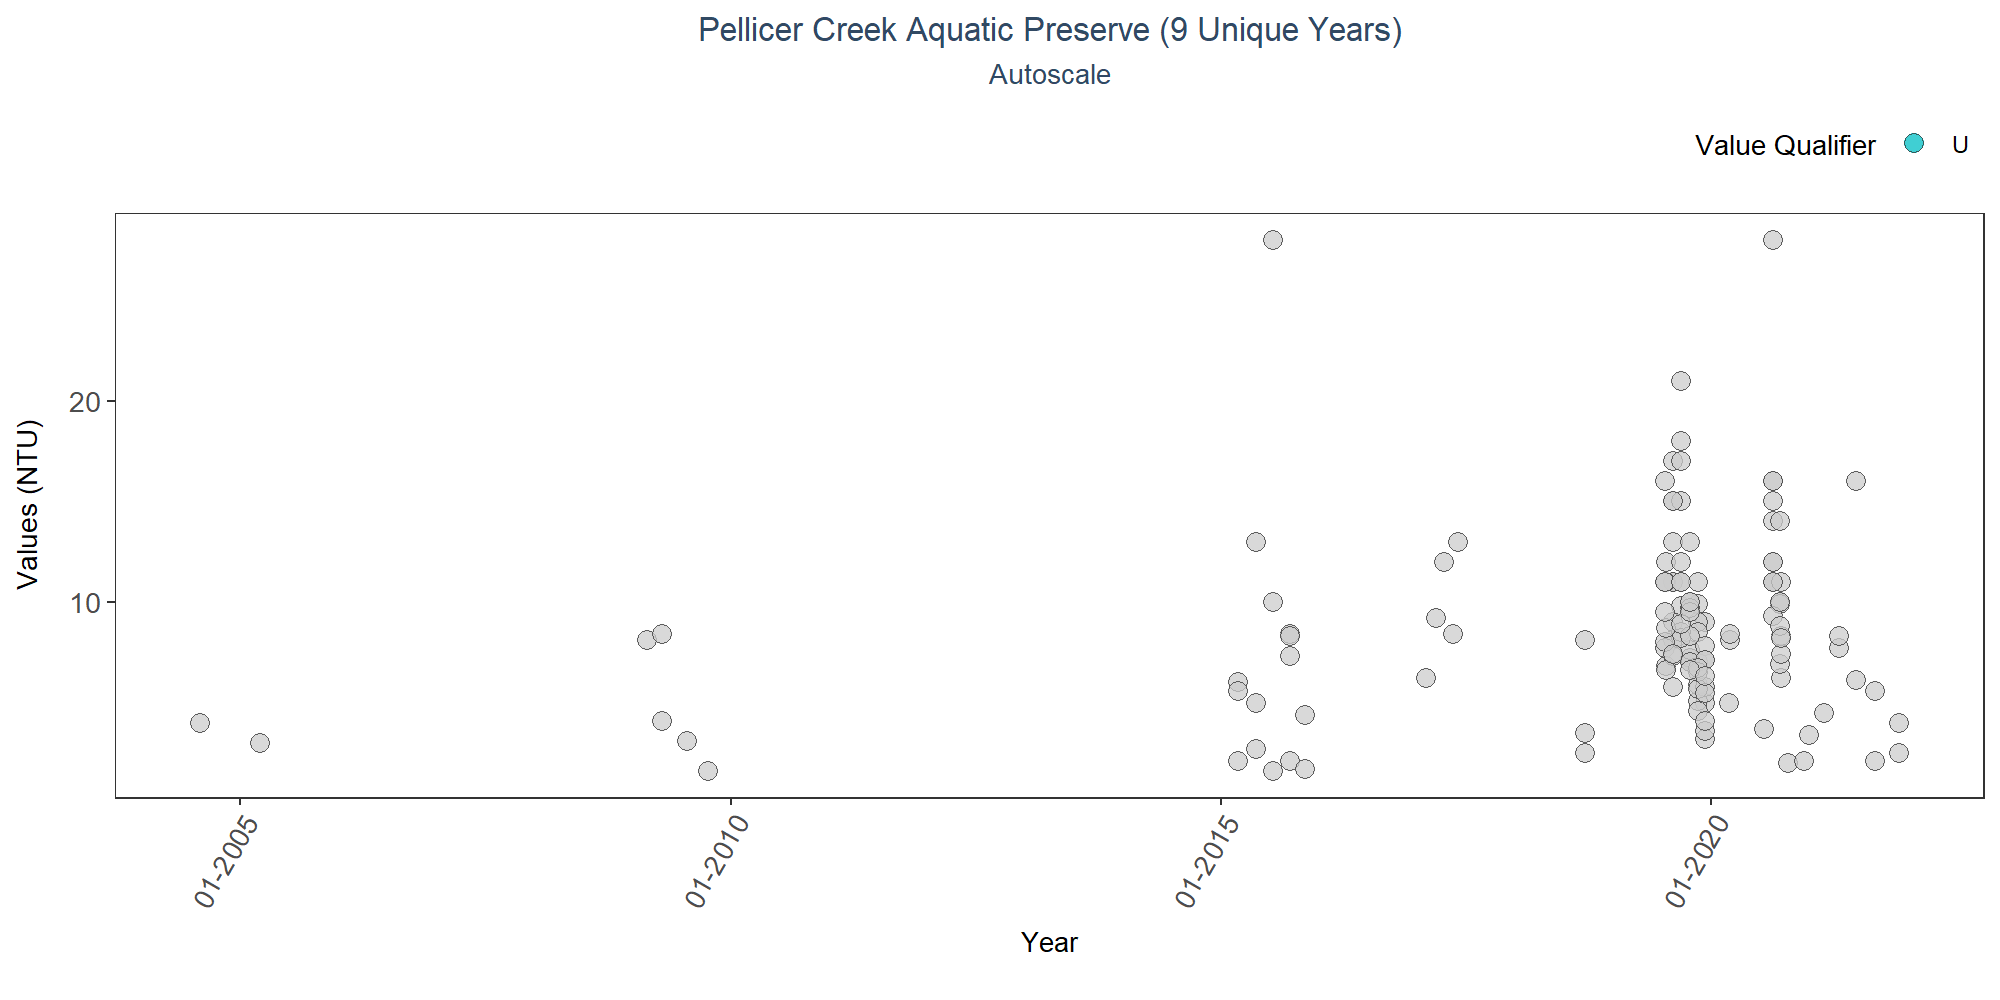 Pellicer Creek Aquatic Preserve (9 Unique Years)
Autoscale
Value Qualifier U
Values (NTU)
20
10
01-2005 01-2010 01-2015 01-2020
Year